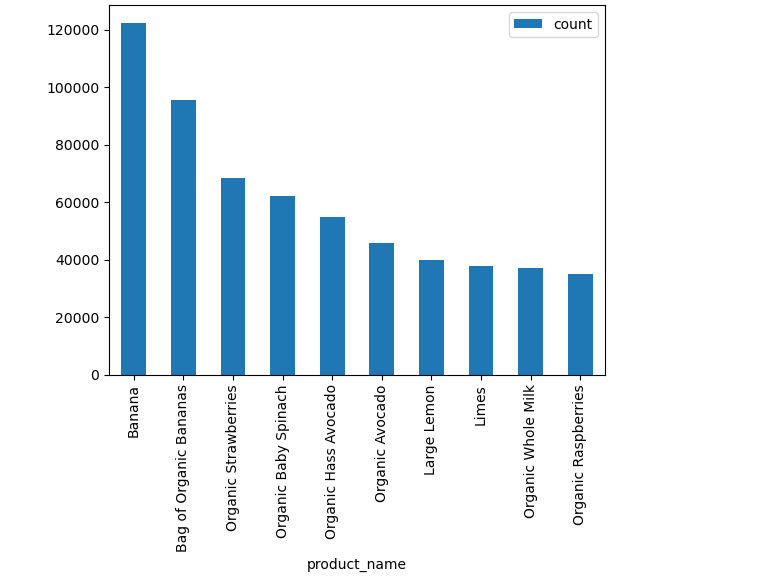 count
120000
100000
80000
60000
40000
20000
0
Banana
Bag of Organic Bananas
Organic Strawberries
Organic Baby Spinach
Organic Hass Avocado
Organic Avocado
Large Lemon
Limes
Organic Whole Milk
Organic Raspberries
product_name